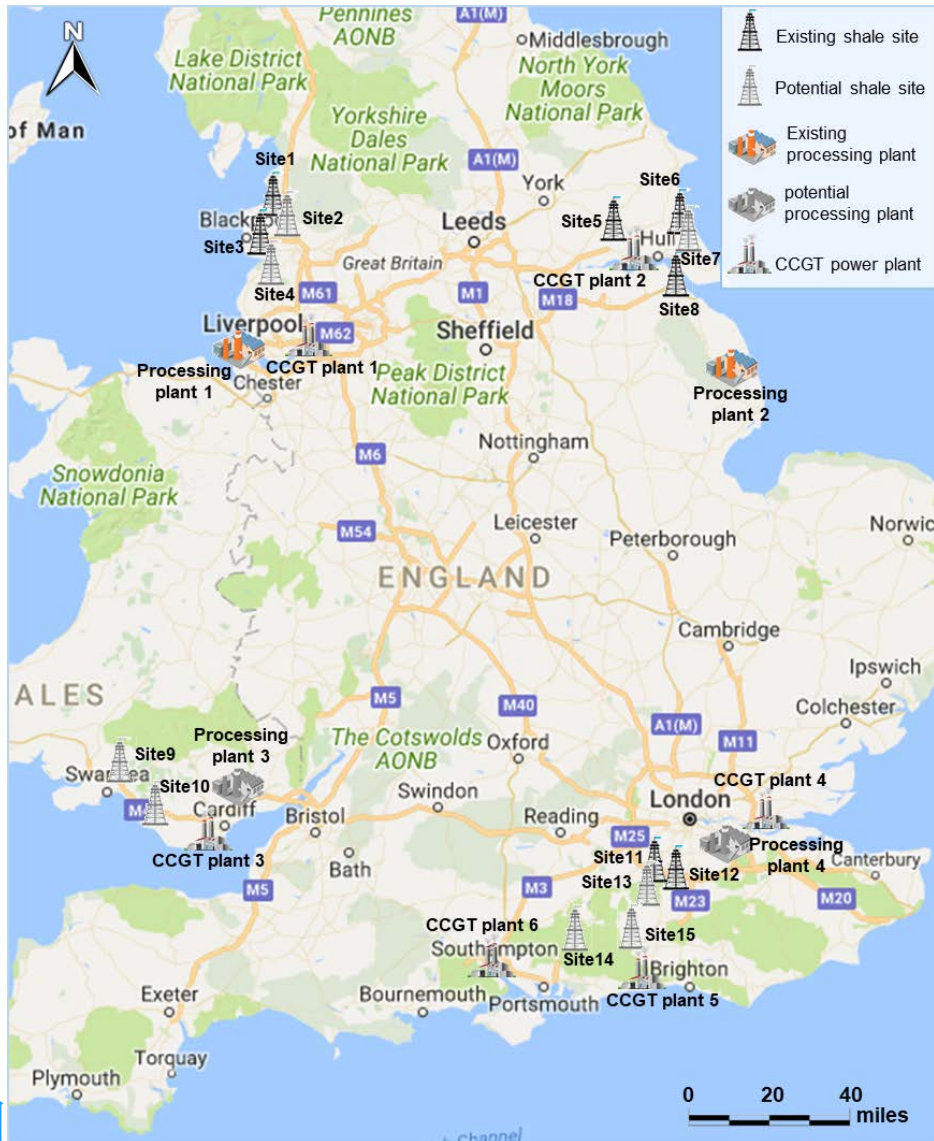 Pennines
AONB
A1(M)
Middlesbrough
N
Lake District
National Park
North York
Moors
National Park
of Man
Yorkshire
Dales
National Park
A1(M)
Existing shale site
Potential shale site
Existing
processing plant
potential
processing plant
CCGT power plant
Site1
York
Site6
Leeds
Site5
Site2
Site3
Hull
Site7
Great Britain
CCGT plant 2
Site4
M61
M1
M18
Site8
Liverpool
M62
Sheffield
CCGT plant 1
Processing
plant 1
Chester
Peak District
National Park
Processing
plant 2
Nottingham
M6
Snowdonia
National Park
Leicester
Norwic
M54
Peterborough
ENGLAND
Cambridge
Ipswich
ALES
M5
M40
Colchester
A1(M)
M11
Processing
plant 3
The Cotswolds
AONB
Oxford
Site9
Swansea
Site10
CCGT plant 4
Swindon
London
Cardiff
Bristol
Reading
M25
Processing
plant 4
CCGT plant 3
Bath
Site11
Site12
Canterbury
Site13
M5
M3
M23
M20
CCGT plant 6
Southampton
Site14
Site15
Brighton
Exeter
Bournemouth
Portsmouth
CCGT plant 5
Torquay
Plymouth
0 20 40
miles
Channel